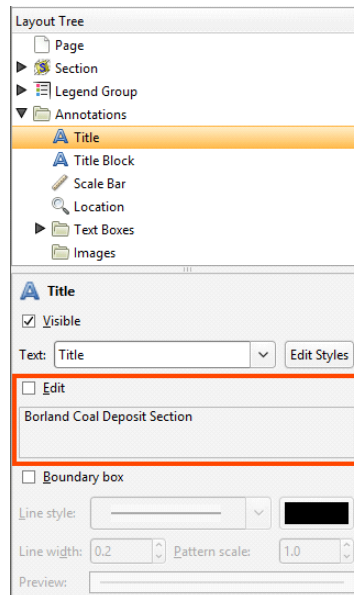 Layout Tree
Page
Section
Legend Group
Annotations
Title
Title Block
Scale Bar
Location
Text Boxes
Images
Title
Visible
Text: Title Edit Styles
Edit
Borland Coal Deposit Section
Boundary box
Line style:
Line width: 0.2 Pattern scale: 1.0
Preview: